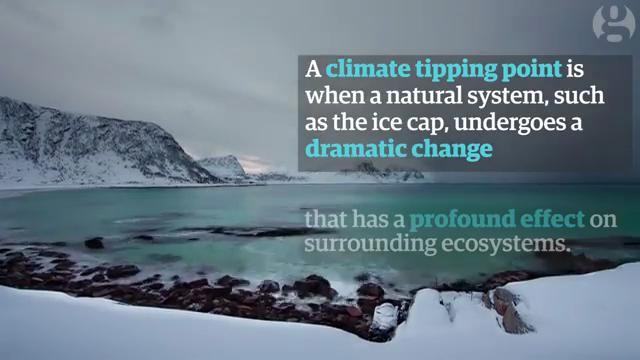 A climate tipping point is
when a natural system, such
as the ice cap, undergoes a
dramatic change
that has a profound effect on
surrounding ecosystems.